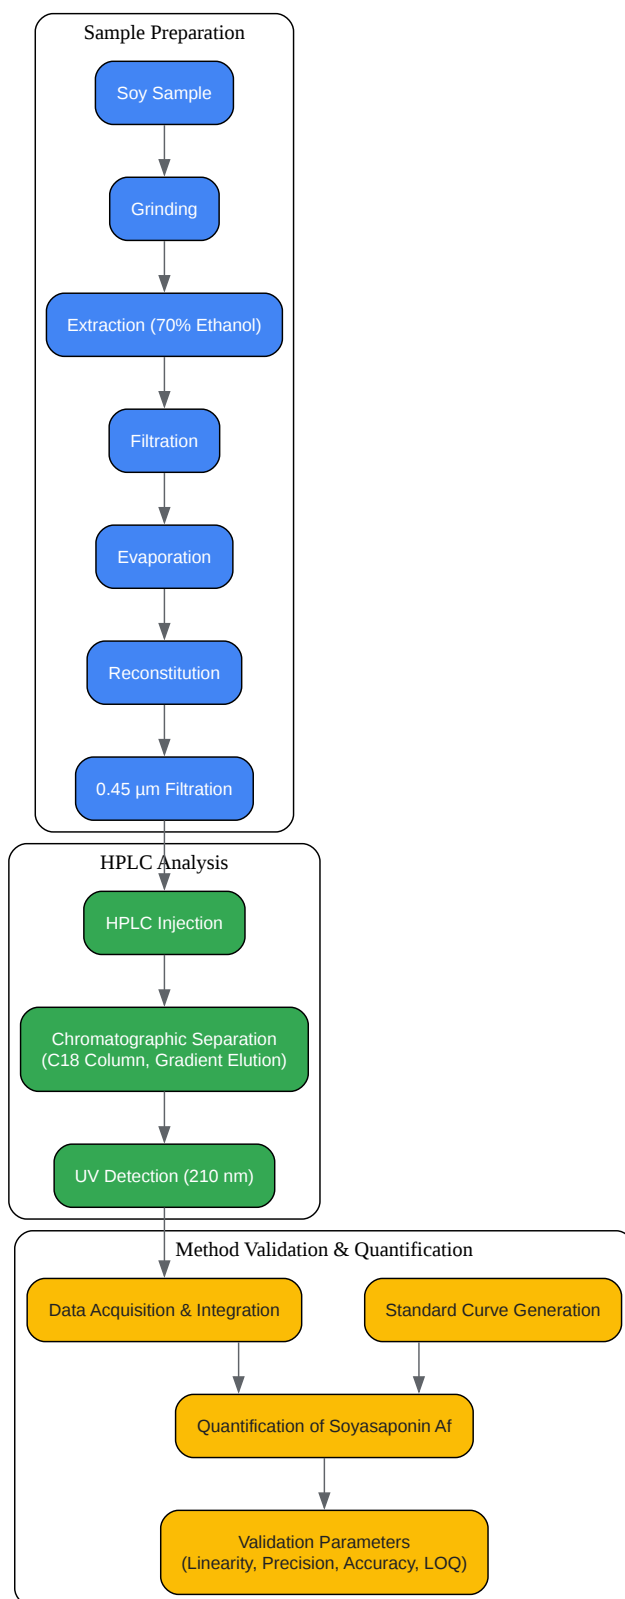 Sample Preparation
Soy Sample
Grinding
Extraction (70% Ethanol)
Filtration
Evaporation
Reconstitution
0.45 µm Filtration
HPLC Analysis
HPLC Injection
Chromatographic Separation
(C18 Column, Gradient Elution)
UV Detection (210 nm)
Method Validation & Quantification
Data Acquisition & Integration
Standard Curve Generation
Quantification of Soyasaponin Af
Validation Parameters
(Linearity, Precision, Accuracy, LOQ)